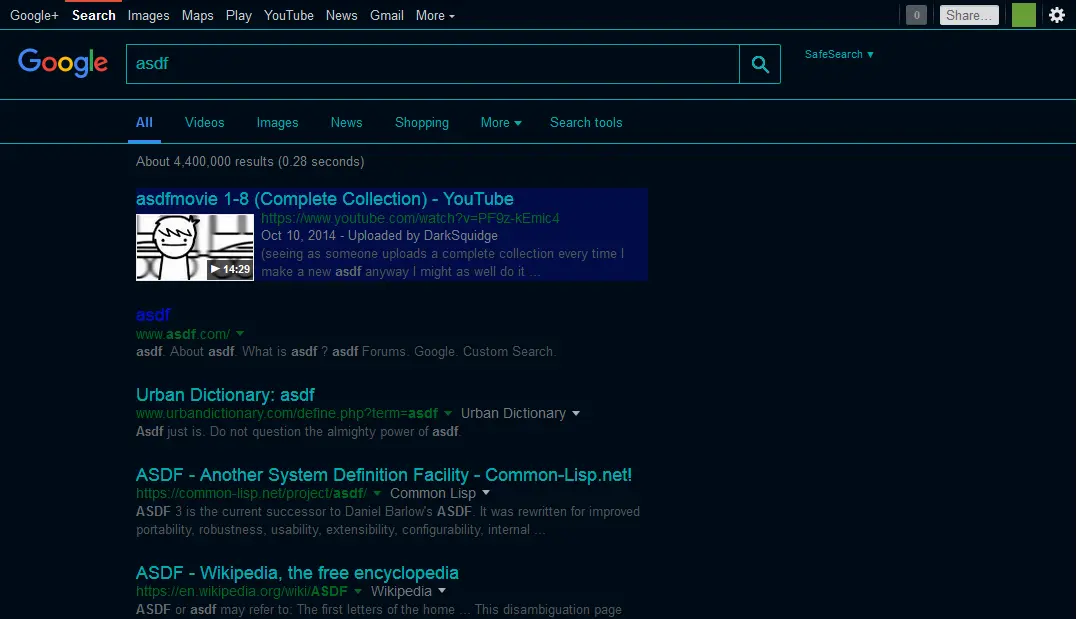 Google+ Search Images Maps Play YouTube News Gmail More
0 Share...
Google asdf SafeSearch
All Videos Images News Shopping More Search tools
About 4,400,000 results (0.28 seconds)
asdfmovie 1-8 (Complete Collection) - YouTube
https://www.youtube.com/watch?v=PF9z-kEmic4
Oct 10, 2014 - Uploaded by DarkSquidge
(seeing as someone uploads a complete collection every time I
make a new asdf anyway I might as well do it ...
14:29
asdf
www.asdf.com/
asdf. About asdf. What is asdf ? asdf Forums. Google. Custom Search.
Urban Dictionary: asdf
www.urbandictionary.com/define.php?term=asdf Urban Dictionary
Asdf just is. Do not question the almighty power of asdf.
ASDF - Another System Definition Facility - Common-Lisp.net!
https://common-lisp.net/project/asdf/ Common Lisp
ASDF 3 is the current successor to Daniel Barlow's ASDF. It was rewritten for improved
portability, robustness, usability, extensibility, configurability, internal ...
ASDF - Wikipedia, the free encyclopedia
https://en.wikipedia.org/wiki/ASDF Wikipedia
ASDF or asdf may refer to: The first letters of the home ... This disambiguation page